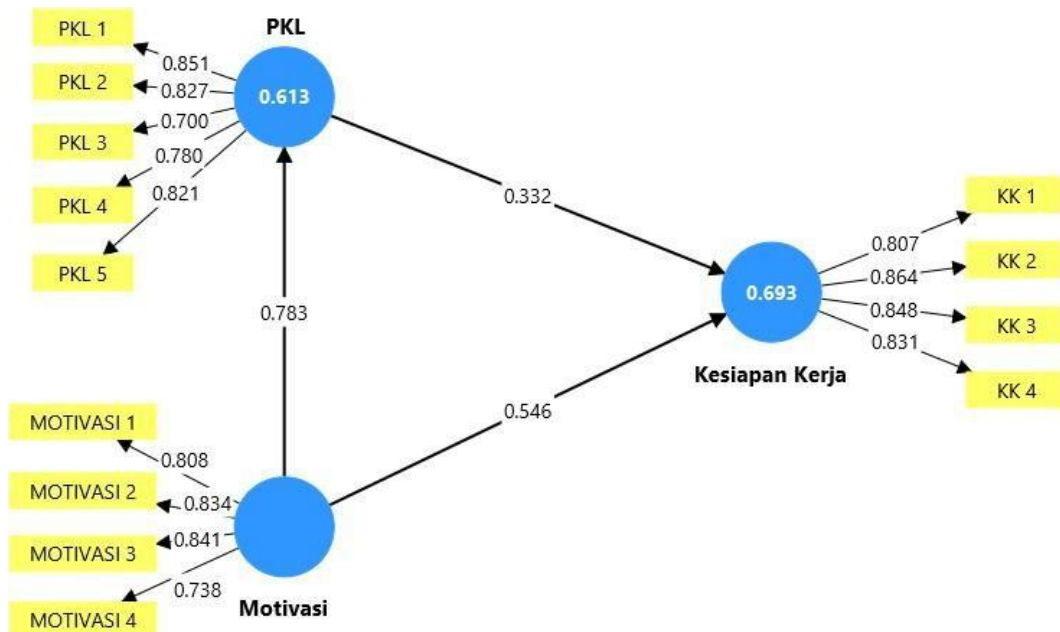 PKL 1
PKL 2
PKL 3
PKL 4
PKL 5
0.851
0.827
0.700
0.780
0.821
PKL
0.613
0.332
0.783
0.546
0.693
Kesiapan Kerja
0.807
0.864
0.848
0.831
KK 1
KK 2
KK 3
KK 4
MOTIVASI 1
MOTIVASI 2
MOTIVASI 3
MOTIVASI 4
0.808
0.834
0.841
0.738
Motivasi